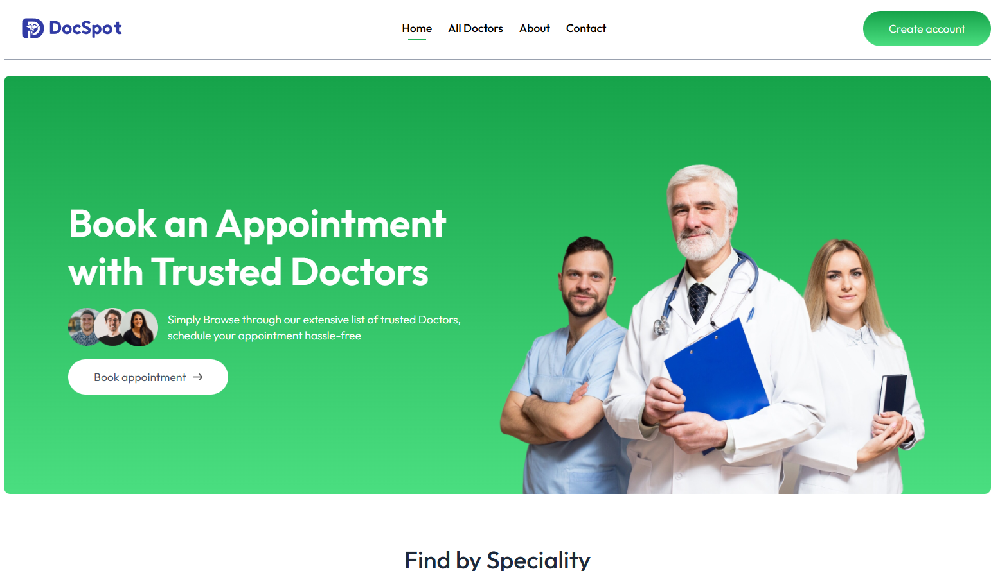 DocSpot
Home
All Doctors
About
Contact
Create account
Book an Appointment
with Trusted Doctors
Simply Browse through our extensive list of trusted Doctors,
schedule your appointment hassle-free
Book appointment →
Find by Speciality